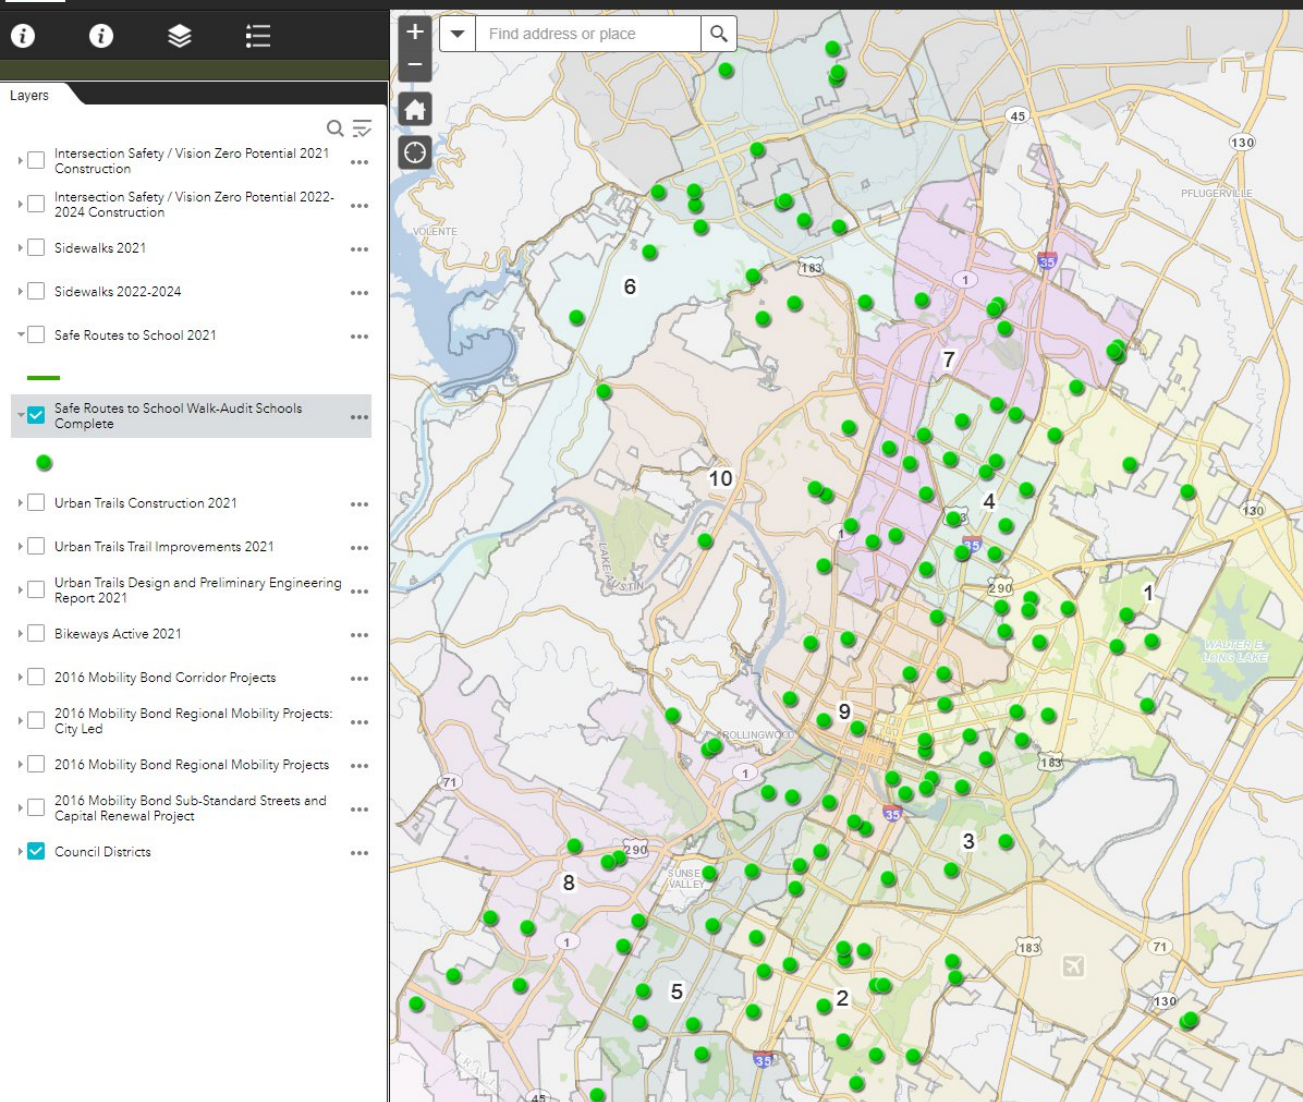 Find address or place
Layers
Intersection Safety / Vision Zero Potential 2021
Construction
Intersection Safety / Vision Zero Potential 2022-
2024 Construction
Sidewalks 2021
Sidewalks 2022-2024
Safe Routes to School 2021
Safe Routes to School Walk-Audit Schools
Complete
Urban Trails Construction 2021
Urban Trails Trail Improvements 2021
Urban Trails Design and Preliminary Engineering
Report 2021
Bikeways Active 2021
2016 Mobility Bond Corridor Projects
2016 Mobility Bond Regional Mobility Projects:
City Led
2016 Mobility Bond Regional Mobility Projects
2016 Mobility Bond Sub-Standard Streets and
Capital Renewal Project
Council Districts
45
130
PFLUGERVILLE
VOLENTE
35
183
1
6
7
10
4
130
1
35
LAKE AUSTIN
290
1
WALTER E.
LONG LAKE
9
ROLLINGWOOD
183
1
71
35
3
290
SUNSE
VALLEY
8
1
183
71
5
2
130
35
45